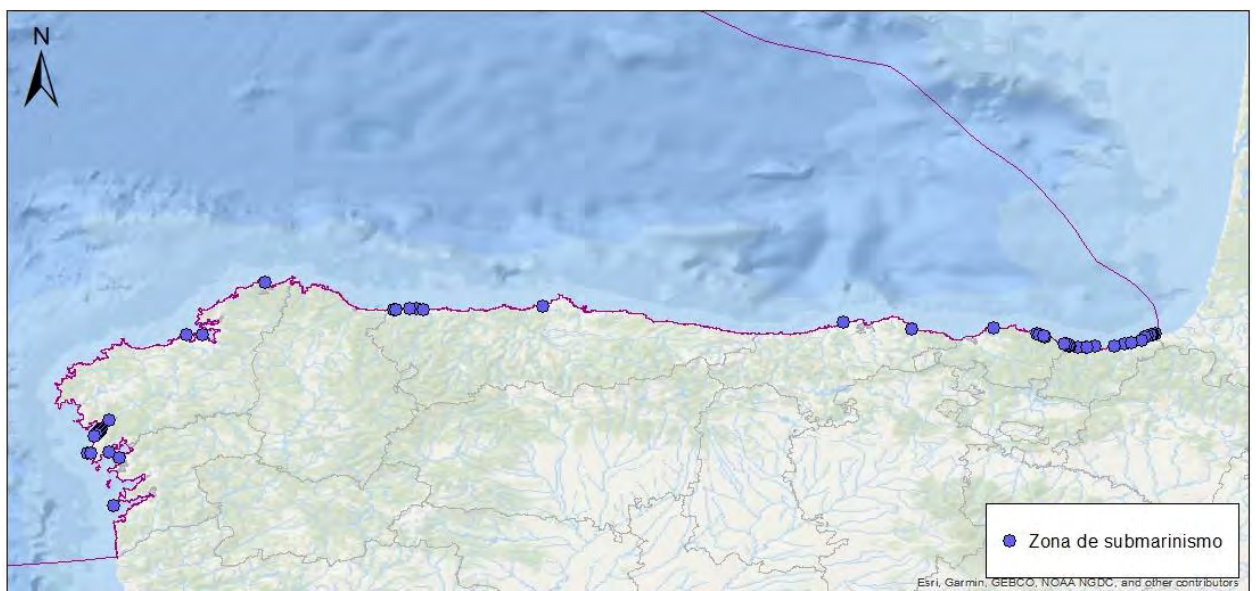 N
Zona de submarinismo
Esri, Garmin, GEBCO, NOAA NGDC, and other contributors